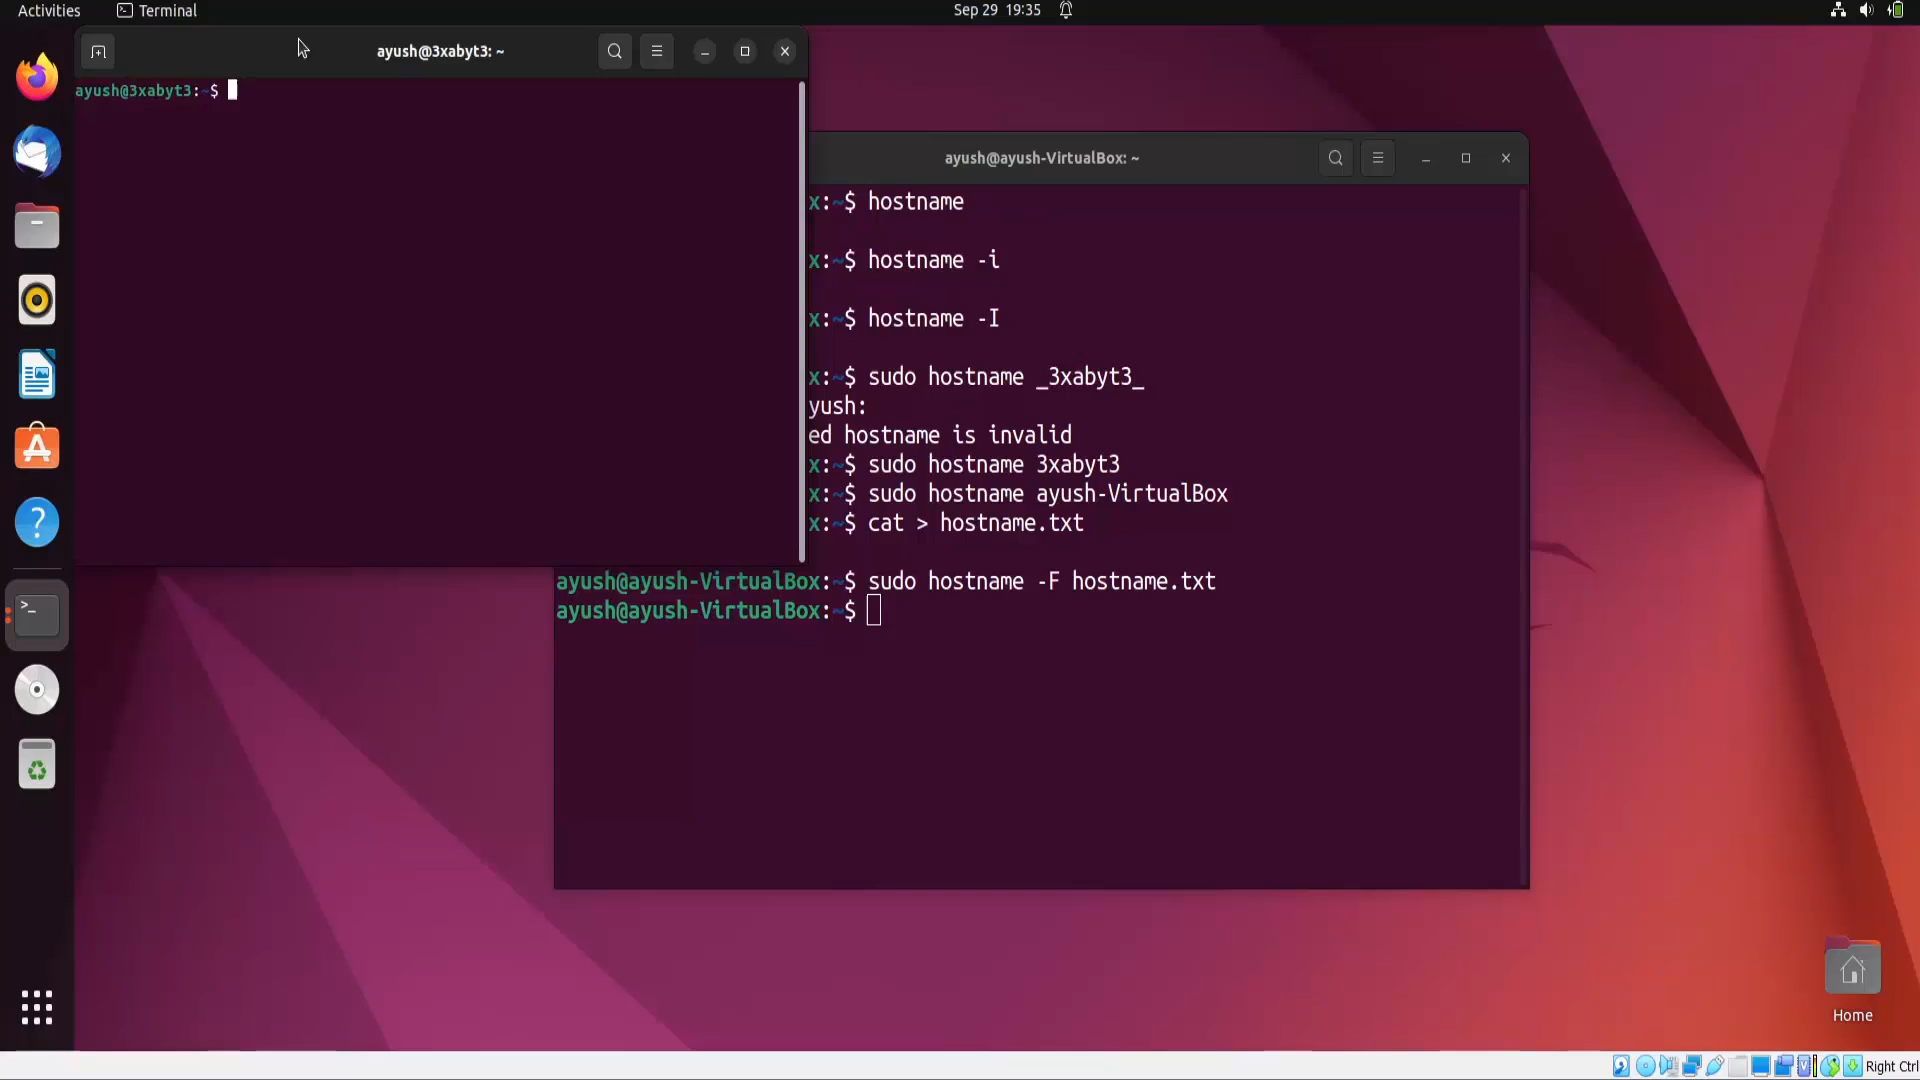 Activities
Terminal
Sep 29 19:35
ayush@3xabyt3: ~
ayush@3xabyt3:~$
ayush@ayush-VirtualBox: ~
x:~$ hostname
x:~$ hostname -i
x:~$ hostname -I
x:~$ sudo hostname _3xabyt3_
yush:
ed hostname is invalid
x:~$ sudo hostname 3xabyt3
x:~$ sudo hostname ayush-VirtualBox
x:~$ cat > hostname.txt
ayush@ayush-VirtualBox:~$ sudo hostname -F hostname.txt
ayush@ayush-VirtualBox:~$
Home
Right Ctrl